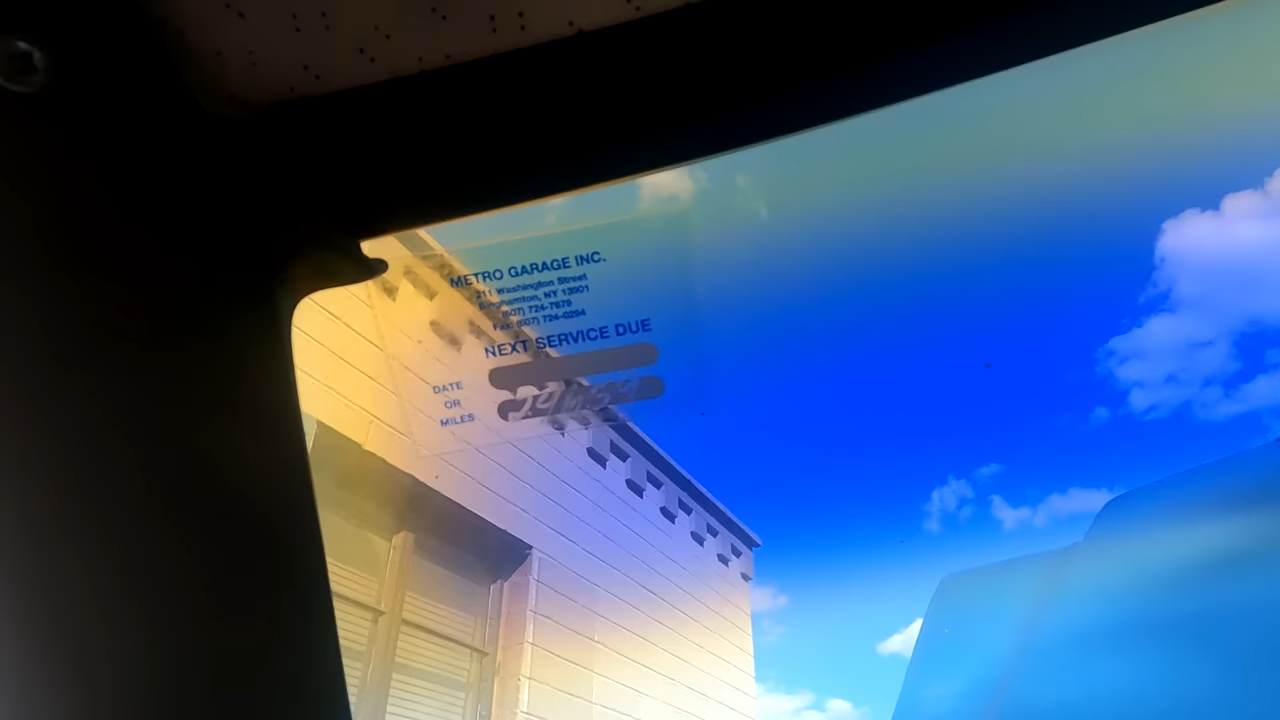 METRO GARAGE INC.
211 Washington Street
Binghamton, NY 13901
(607) 724-7679
Fax: (607) 724-0294
NEXT SERVICE DUE
DATE
OR
MILES